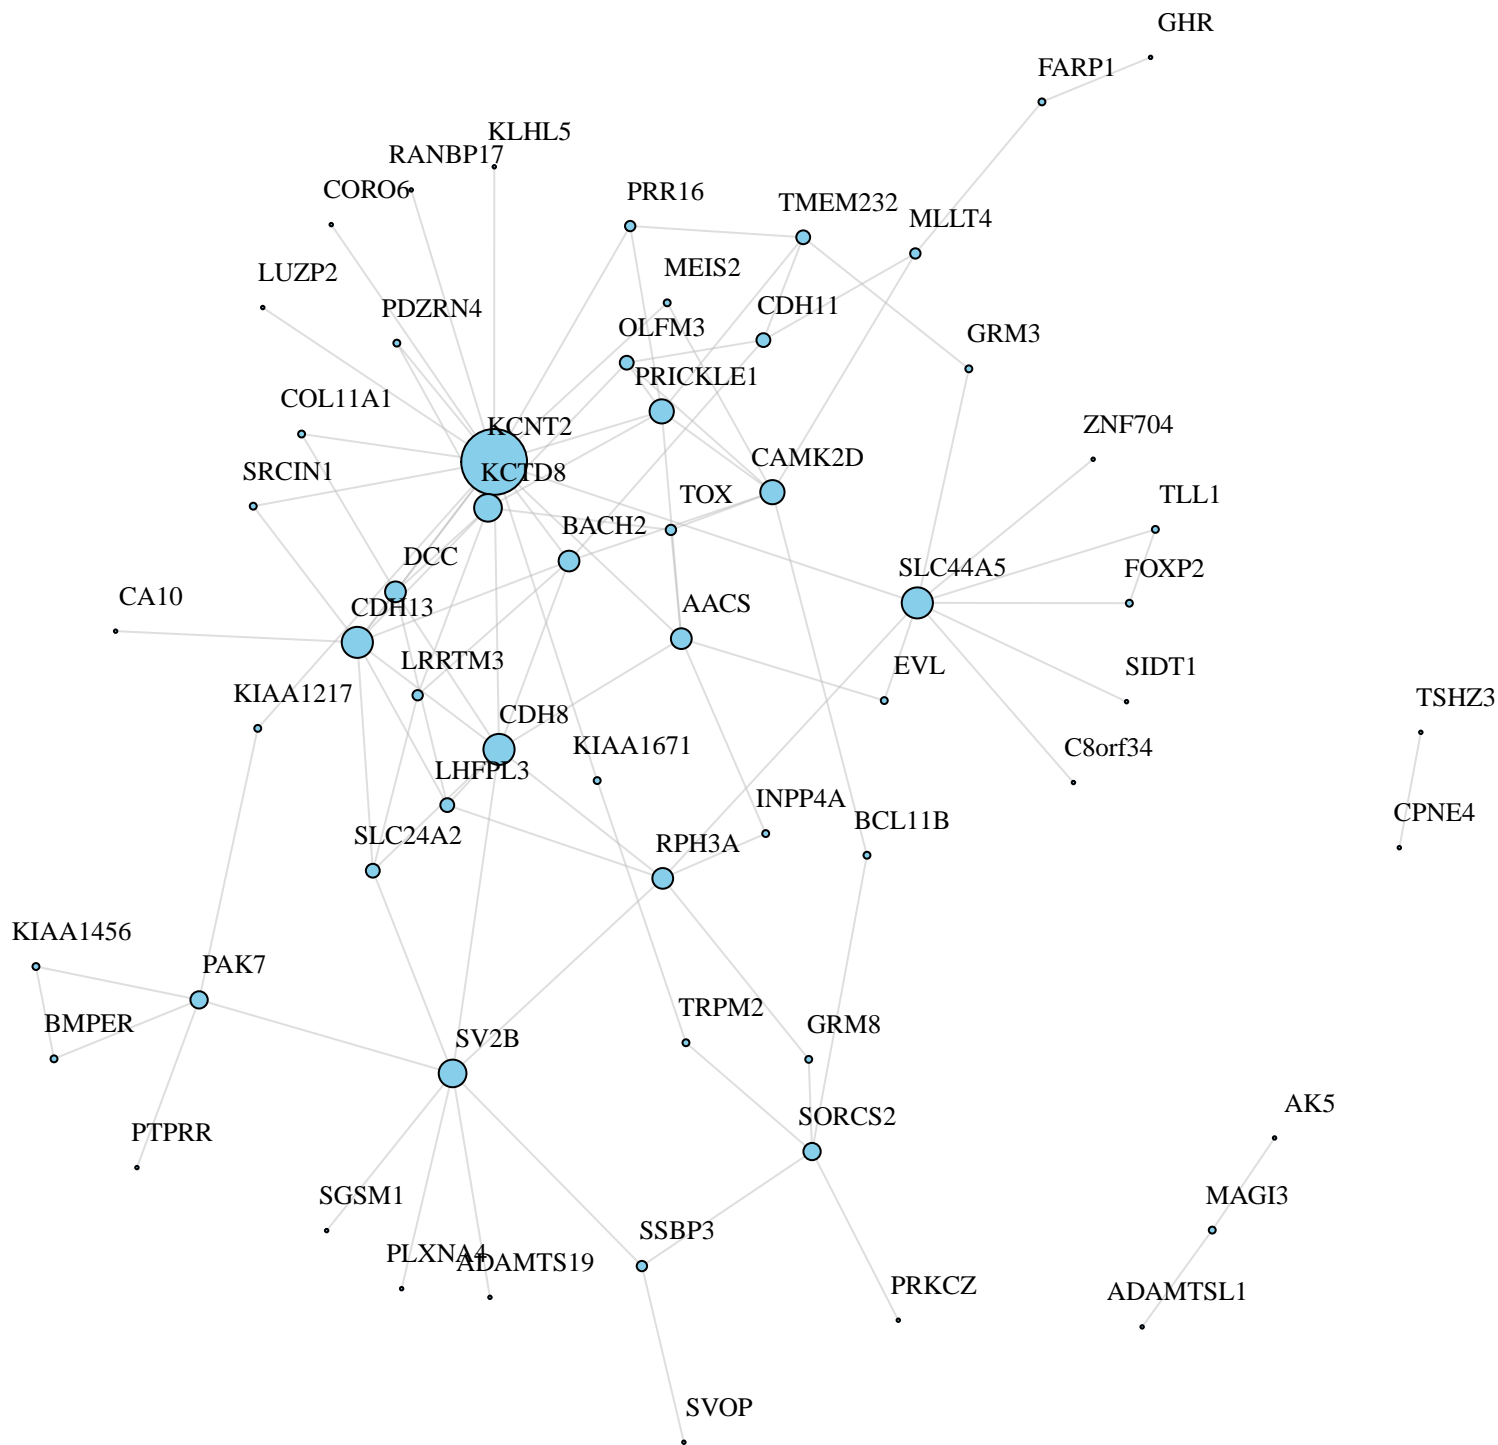 GHR
FARP1
KLHL5
RANBP17
CORO6
PRR16
TMEM232
MLLT4
MEIS2
LUZP2
PDZRN4
CDH11
OLFM3
GRM3
PRICKLE1
COL11A1
KCNT2
ZNF704
CAMK2D
SRCIN1
KCTD8
TOX
TLL1
BACH2
DCC
SLC44A5
FOXP2
CA10
CDH13
AACS
LRRTM3
EVL
SIDT1
KIAA1217
TSHZ3
CDH8
KIAA1671
C8orf34
LHFPL3
INPP4A
BCL11B
CPNE4
SLC24A2
RPH3A
KIAA1456
PAK7
BMPER
SV2B
TRPM2
GRM8
AK5
SORCS2
PTPRR
SGSM1
MAGI3
SSBP3
PLXNA4
ADAMTS19
PRKCZ
ADAMTSL1
SVOP